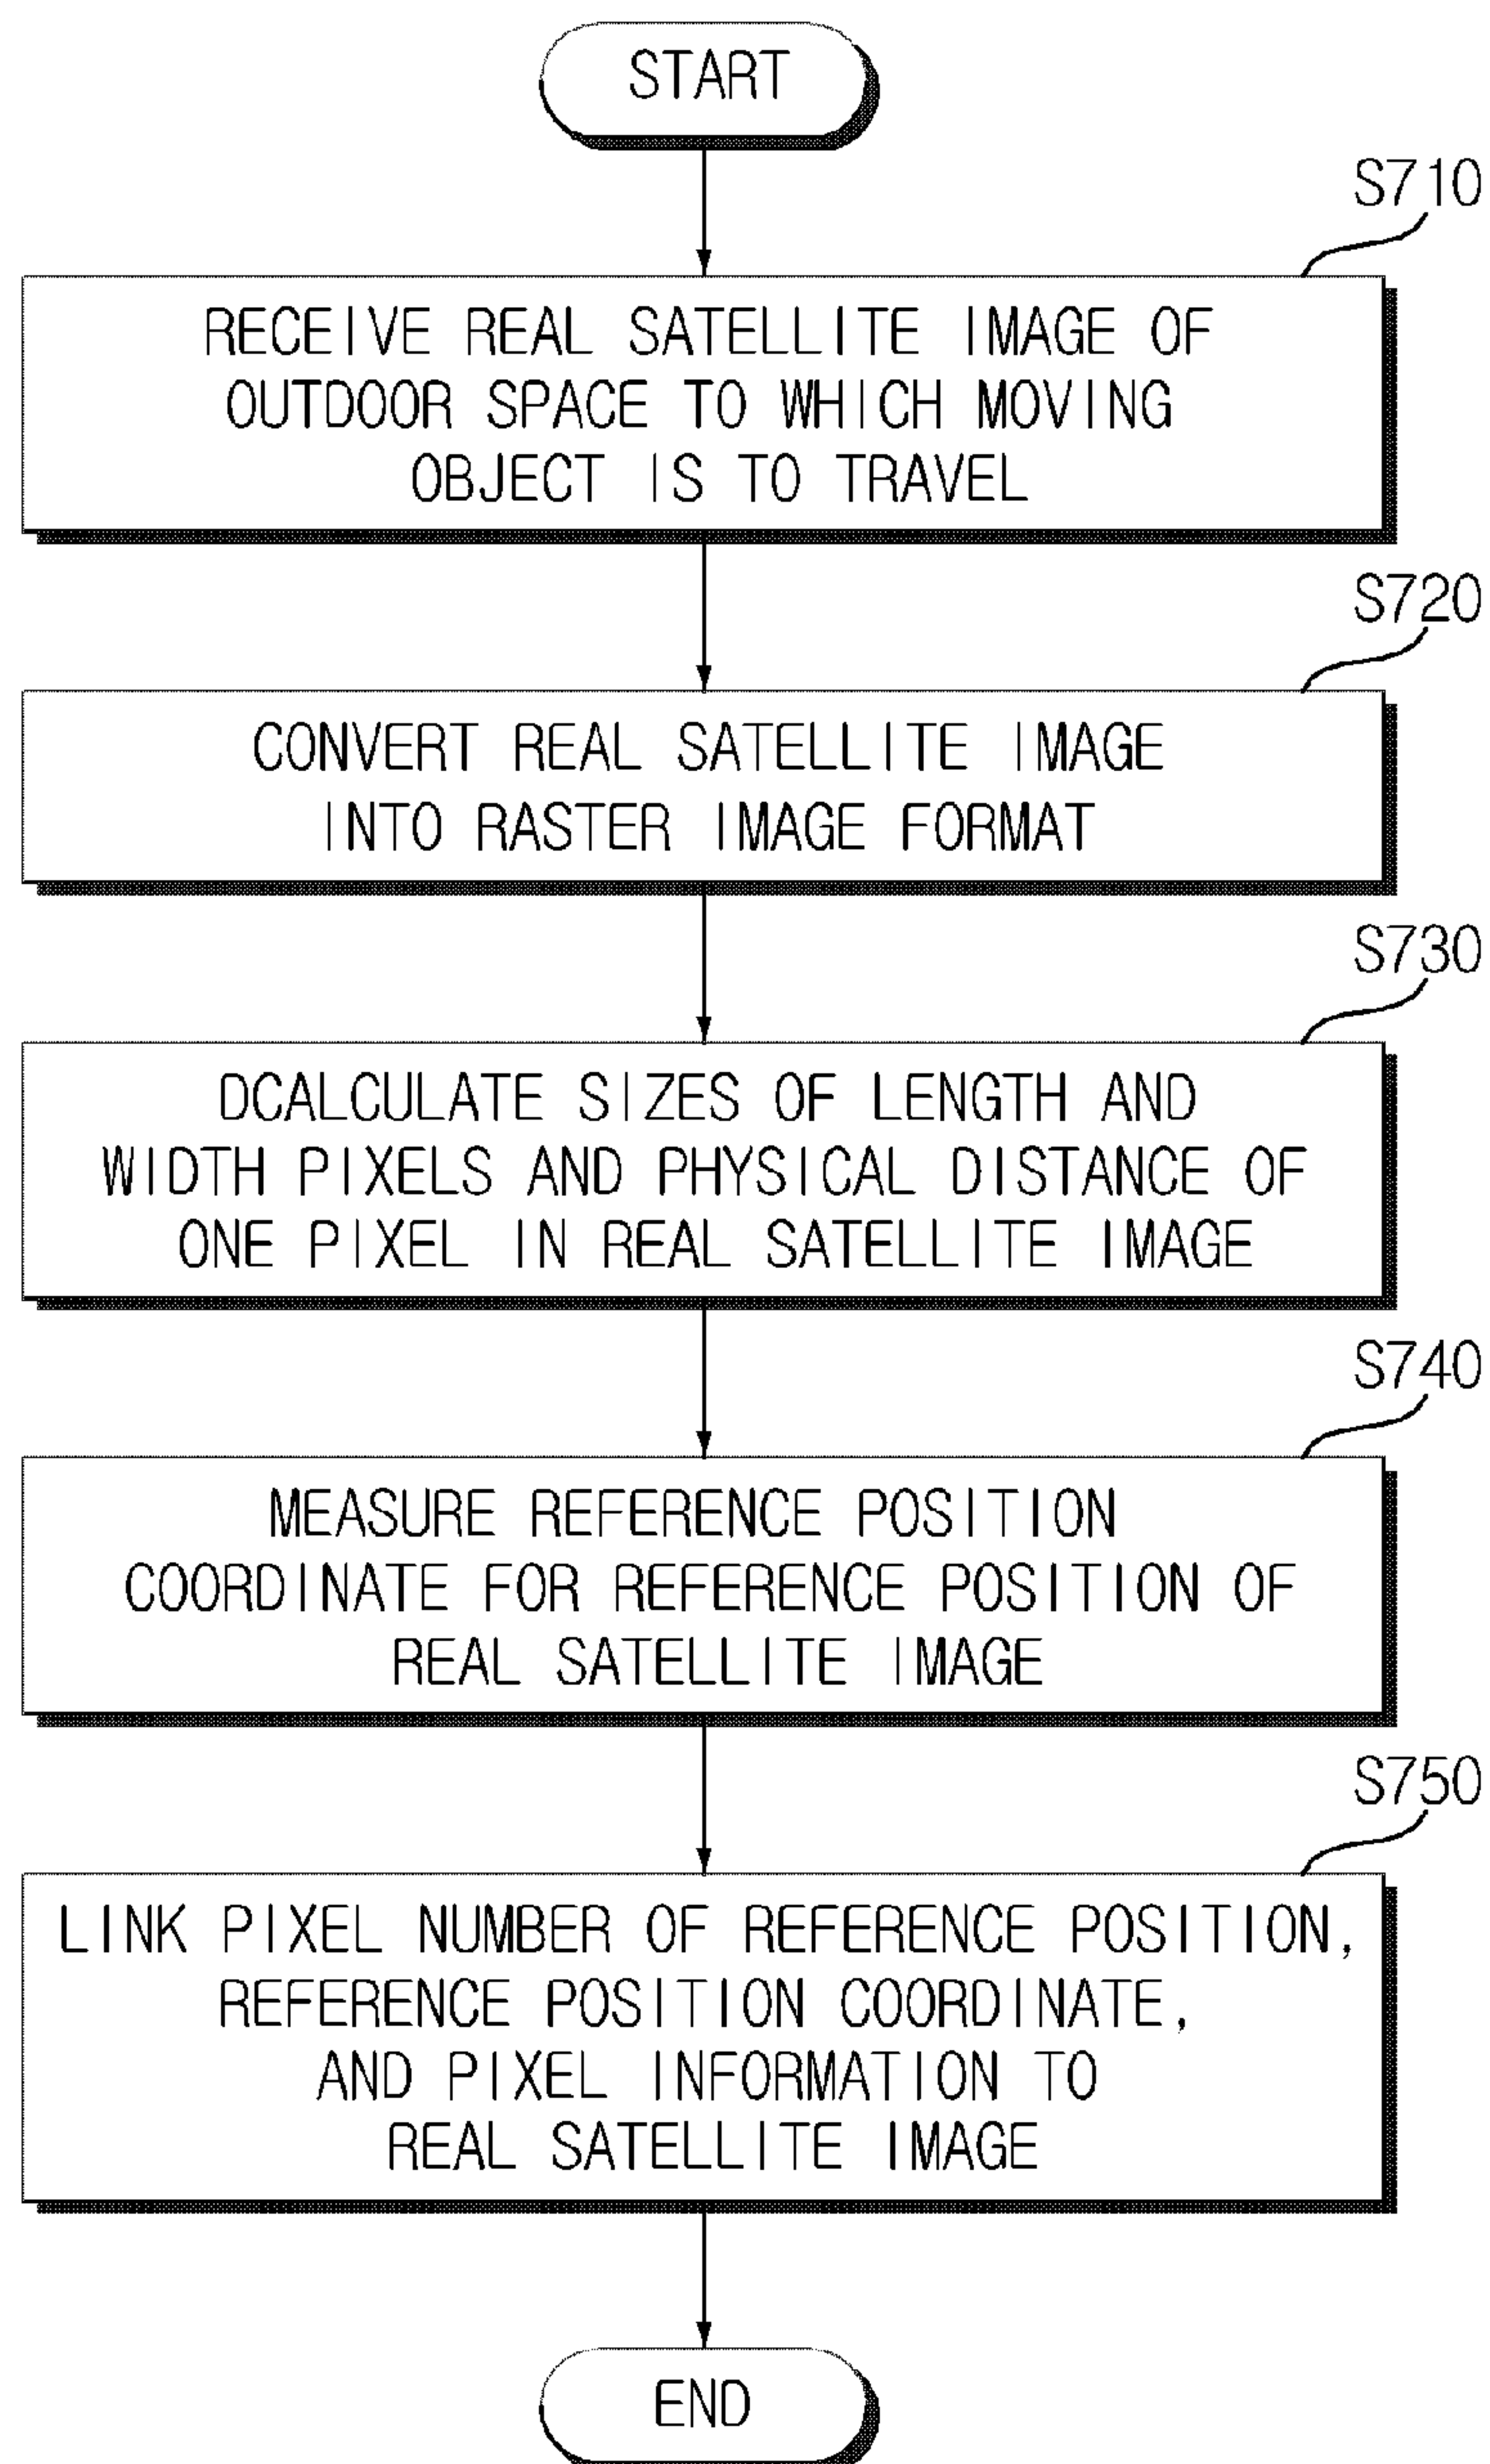 START
S710
RECEIVE REAL SATELLITE IMAGE OF
OUTDOOR SPACE TO WHICH MOVING
OBJECT IS TO TRAVEL
S720
CONVERT REAL SATELLITE IMAGE
INTO RASTER IMAGE FORMAT
S730
DCALCULATE SIZES OF LENGTH AND
WIDTH PIXELS AND PHYSICAL DISTANCE OF
ONE PIXEL IN REAL SATELLITE IMAGE
S740
MEASURE REFERENCE POSITION
COORDINATE FOR REFERENCE POSITION OF
REAL SATELLITE IMAGE
S750
LINK PIXEL NUMBER OF REFERENCE POSITION,
REFERENCE POSITION COORDINATE,
AND PIXEL INFORMATION TO
REAL SATELLITE IMAGE
END